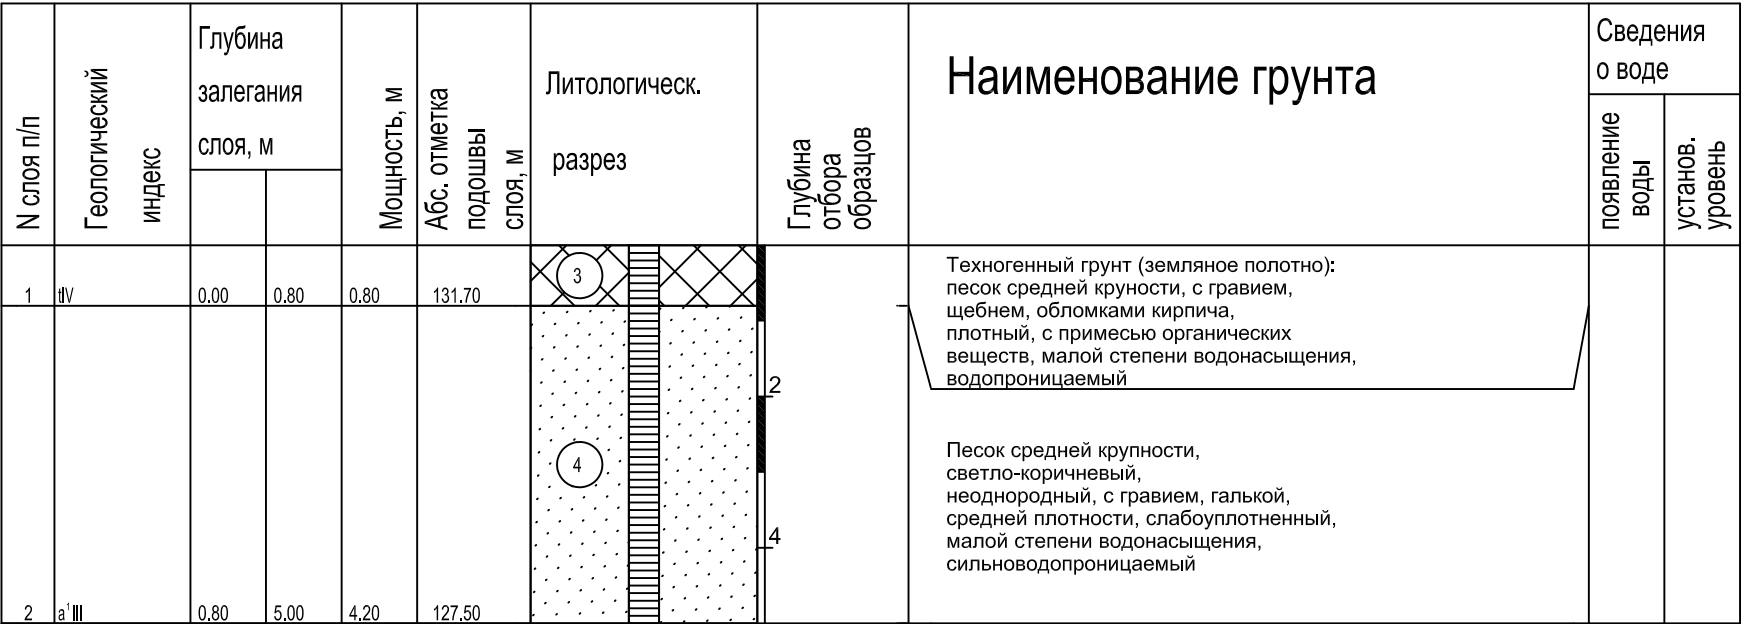 N слоя п/п
Геологический
индекс
Глубина
залегания
слоя, м
Мощность, м
Абс. отметка
подошвы
слоя, м
Литологическ.
разрез
Глубина
отбора
образцов
Наименование грунта
Сведения
о воде
появление
воды
установ.
уровень
1 tIV 0.00 0.80 0.80 131.70
3
Техногенный грунт (земляное полотно):
песок средней круности, с гравием,
щебнем, обломками кирпича,
плотный, с примесью органических
веществ, малой степени водонасыщения,
водопроницаемый
2
4
4
Песок средней крупности,
светло-коричневый,
неоднородный, с гравием, галькой,
средней плотности, слабоуплотненный,
малой степени водонасыщения,
сильноводопроницаемый
2 a¹III 0.80 5.00 4.20 127.50